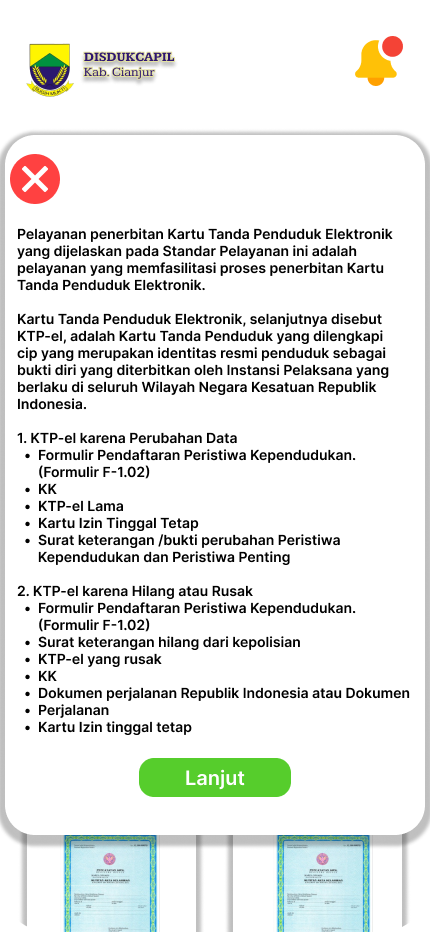 DISDUKCAPIL
Kab. Cianjur
Pelayanan penerbitan Kartu Tanda Penduduk Elektronik
yang dijelaskan pada Standar Pelayanan ini adalah
pelayanan yang memfasilitasi proses penerbitan Kartu
Tanda Penduduk Elektronik.
Kartu Tanda Penduduk Elektronik, selanjutnya disebut
KTP-el, adalah Kartu Tanda Penduduk yang dilengkapi
cip yang merupakan identitas resmi penduduk sebagai
bukti diri yang diterbitkan oleh Instansi Pelaksana yang
berlaku di seluruh Wilayah Negara Kesatuan Republik
Indonesia.
1. KTP-el karena Perubahan Data
• Formulir Pendaftaran Peristiwa Kependudukan.
(Formulir F-1.02)
• KK
• KTP-el Lama
• Kartu Izin Tinggal Tetap
• Surat keterangan /bukti perubahan Peristiwa
Kependudukan dan Peristiwa Penting
2. KTP-el karena Hilang atau Rusak
• Formulir Pendaftaran Peristiwa Kependudukan.
(Formulir F-1.02)
• Surat keterangan hilang dari kepolisian
• KTP-el yang rusak
• KK
• Dokumen perjalanan Republik Indonesia atau Dokumen
• Perjalanan
• Kartu Izin tinggal tetap
Lanjut